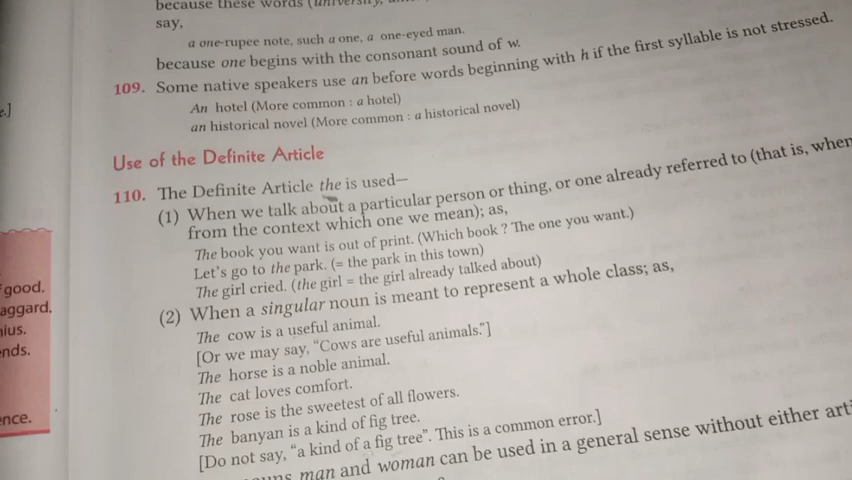 because these words (university,
say,
a one-rupee note, such a one, a one-eyed man.
because one begins with the consonant sound of w.
109. Some native speakers use an before words beginning with h if the first syllable is not stressed.
An hotel (More common : a hotel)
an historical novel (More common : a historical novel)
Use of the Definite Article
110. The Definite Article the is used—
(1) When we talk about a particular person or thing, or one already referred to (that is, when
from the context which one we mean); as,
The book you want is out of print. (Which book ? The one you want.)
Let's go to the park. (= the park in this town)
The girl cried. (the girl = the girl already talked about)
(2) When a singular noun is meant to represent a whole class; as,
The cow is a useful animal.
[Or we may say, “Cows are useful animals.”]
The horse is a noble animal.
The cat loves comfort.
The rose is the sweetest of all flowers.
The banyan is a kind of fig tree.
[Do not say, “a kind of a fig tree”. This is a common error.]
man and woman can be used in a general sense without either
good.
aggard.
ius.
nds.
nce.